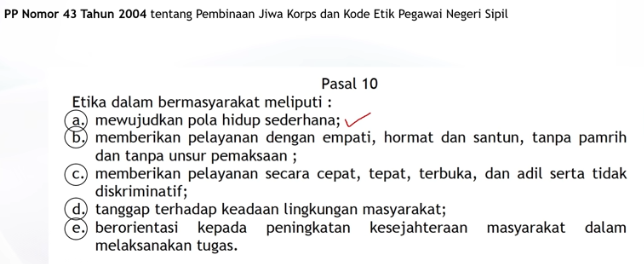 PP Nomor 43 Tahun 2004 tentang Pembinaan Jiwa Korps dan Kode Etik Pegawai Negeri Sipil
Pasal 10
Etika dalam bermasyarakat meliputi :
a. mewujudkan pola hidup sederhana;
b. memberikan pelayanan dengan empati, hormat dan santun, tanpa pamrih
dan tanpa unsur pemaksaan ;
c. memberikan pelayanan secara cepat, tepat, terbuka, dan adil serta tidak
diskriminatif;
d. tanggap terhadap keadaan lingkungan masyarakat;
e. berorientasi kepada peningkatan kesejahteraan masyarakat dalam
melaksanakan tugas.